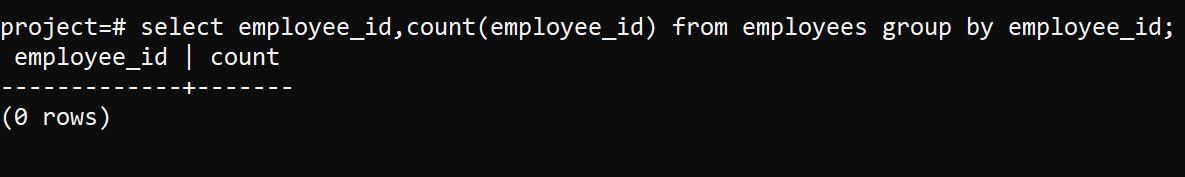 project=# select employee_id,count(employee_id) from employees group by employee_id;
 employee_id | count
-------------+-------
(0 rows)